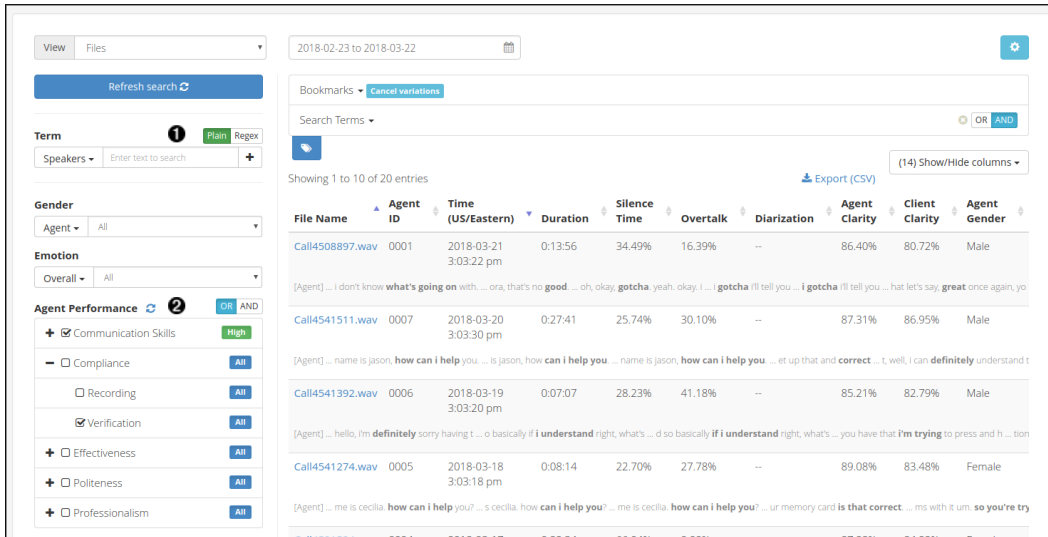 View Files
2018-02-23 to 2018-03-22
Refresh search
Bookmarks Cancel variations
Search Terms OR AND
Term 1 Plain Regex
Speakers Enter text to search +
(14) Show/Hide columns
Showing 1 to 10 of 20 entries Export (CSV)
Gender
Agent All
Emotion
Overall All
Agent Performance 2 OR AND
Communication Skills High
Compliance All
Recording All
Verification All
Effectiveness All
Politeness All
Professionalism All
File Name Agent ID Time (US/Eastern) Duration Silence Time Overtalk Diarization Agent Clarity Client Clarity Agent Gender
Call4508897.wav 0001 2018-03-21 3:03:22 pm 0:13:56 34.49% 16.39% -- 86.40% 80.72% Male
[Agent] ... i don't know what's going on with. ... ora, that's no good. ... oh, okay, gotcha. yeah. okay. i ... i gotcha i'll tell you ... i gotcha i'll tell you ... hat let's say, great once again, yo
Call4541511.wav 0007 2018-03-20 3:03:30 pm 0:27:41 25.74% 30.10% -- 87.31% 86.95% Male
[Agent] ... name is jason, how can i help you. ... is jason, how can i help you. ... name is jason, how can i help you. ... et up that and correct ... t, well, i can definitely understand t
Call4541392.wav 0006 2018-03-19 3:03:20 pm 0:07:07 28.23% 41.18% -- 85.21% 82.79% Male
[Agent] ... hello, i'm definitely sorry having t ... o basically if i understand right, what's ... d so basically if i understand right, what's ... you have that i'm trying to press and h ... tion
Call4541274.wav 0005 2018-03-18 3:03:18 pm 0:08:14 22.70% 27.78% -- 89.08% 83.48% Female
[Agent] ... me is cecilia. how can i help you? ... s cecilia. how can i help you? ... me is cecilia. how can i help you? ... ur memory card is that correct. ... ms with it um. so you're try